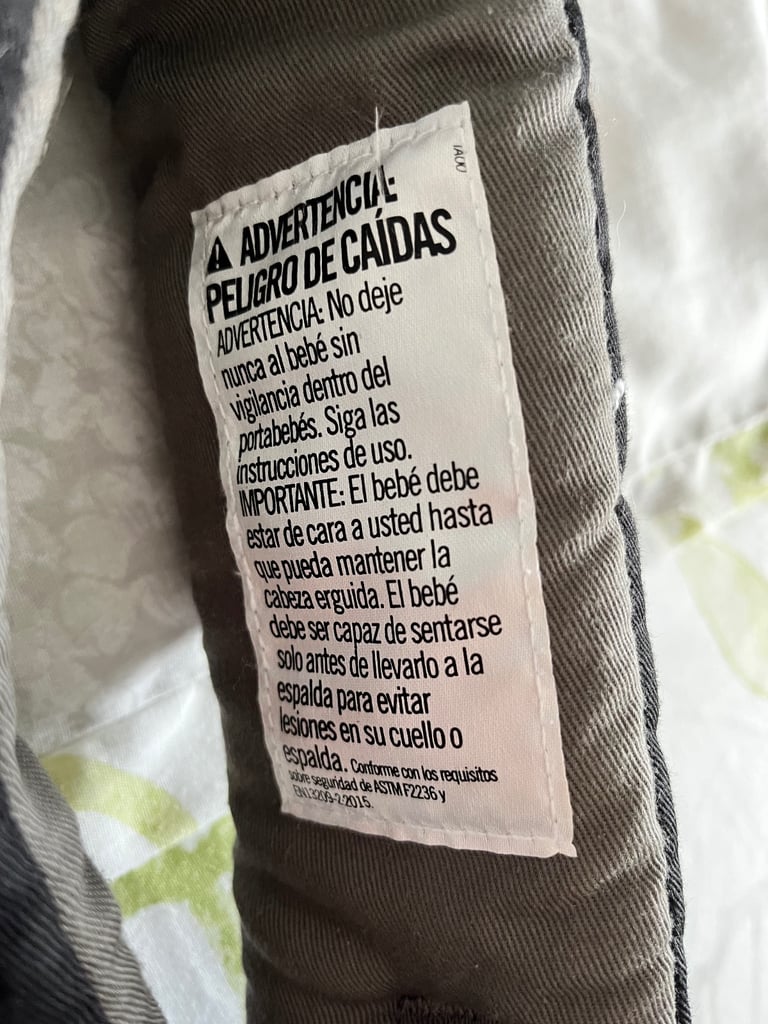 ⚠ ADVERTENCIA:
PELIGRO DE CAÍDAS
ADVERTENCIA: No deje
nunca al bebé sin
vigilancia dentro del
portabebés. Siga las
instrucciones de uso.
IMPORTANTE: El bebé debe
estar de cara a usted hasta
que pueda mantener la
cabeza erguida. El bebé
debe ser capaz de sentarse
solo antes de llevarlo a la
espalda para evitar
lesiones en su cuello o
espalda. Conforme con los requisitos
sobre seguridad de ASTM F2236 y
EN13209-2:2015.